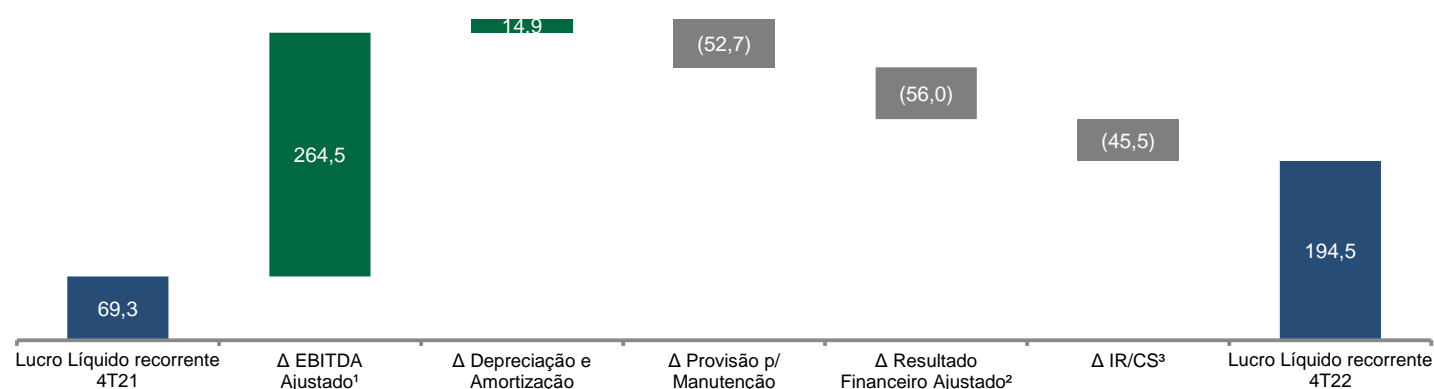 14,9
(52,7)
(56,0)
(45,5)
264,5
194,5
69,3
Lucro Líquido recorrente
4T21
Δ EBITDA
Ajustado¹
Δ Depreciação e
Amortização
Δ Provisão p/
Manutenção
Δ Resultado
Financeiro Ajustado²
Δ IR/CS³
Lucro Líquido recorrente
4T22